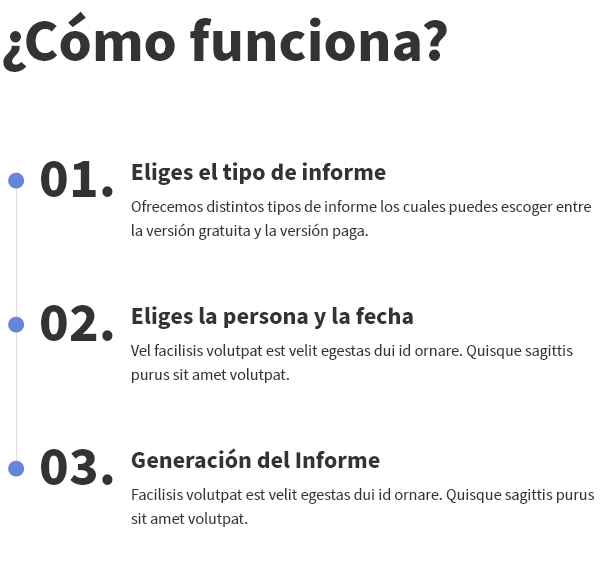 ¿Cómo funciona?
01.
Eliges el tipo de informe
Ofrecemos distintos tipos de informe los cuales puedes escoger entre
la versión gratuita y la versión paga.
02.
Eliges la persona y la fecha
Vel facilisis volutpat est velit egestas dui id ornare. Quisque sagittis
purus sit amet volutpat.
03.
Generación del Informe
Facilisis volutpat est velit egestas dui id ornare. Quisque sagittis purus
sit amet volutpat.